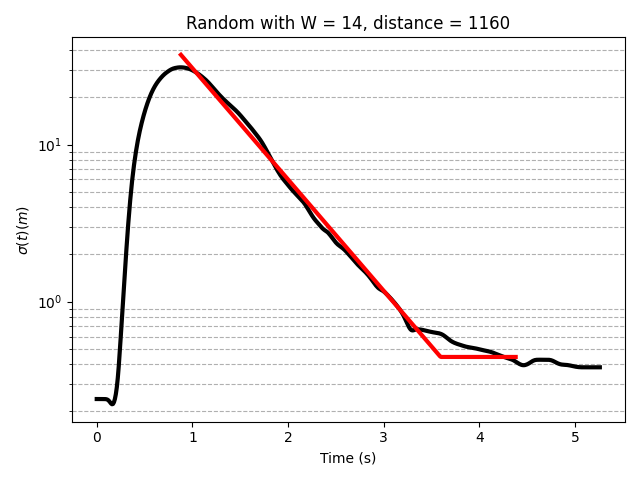 Random with W = 14, distance = 1160
σ(t)(m)
10¹
10⁰
0 1 2 3 4 5
Time (s)